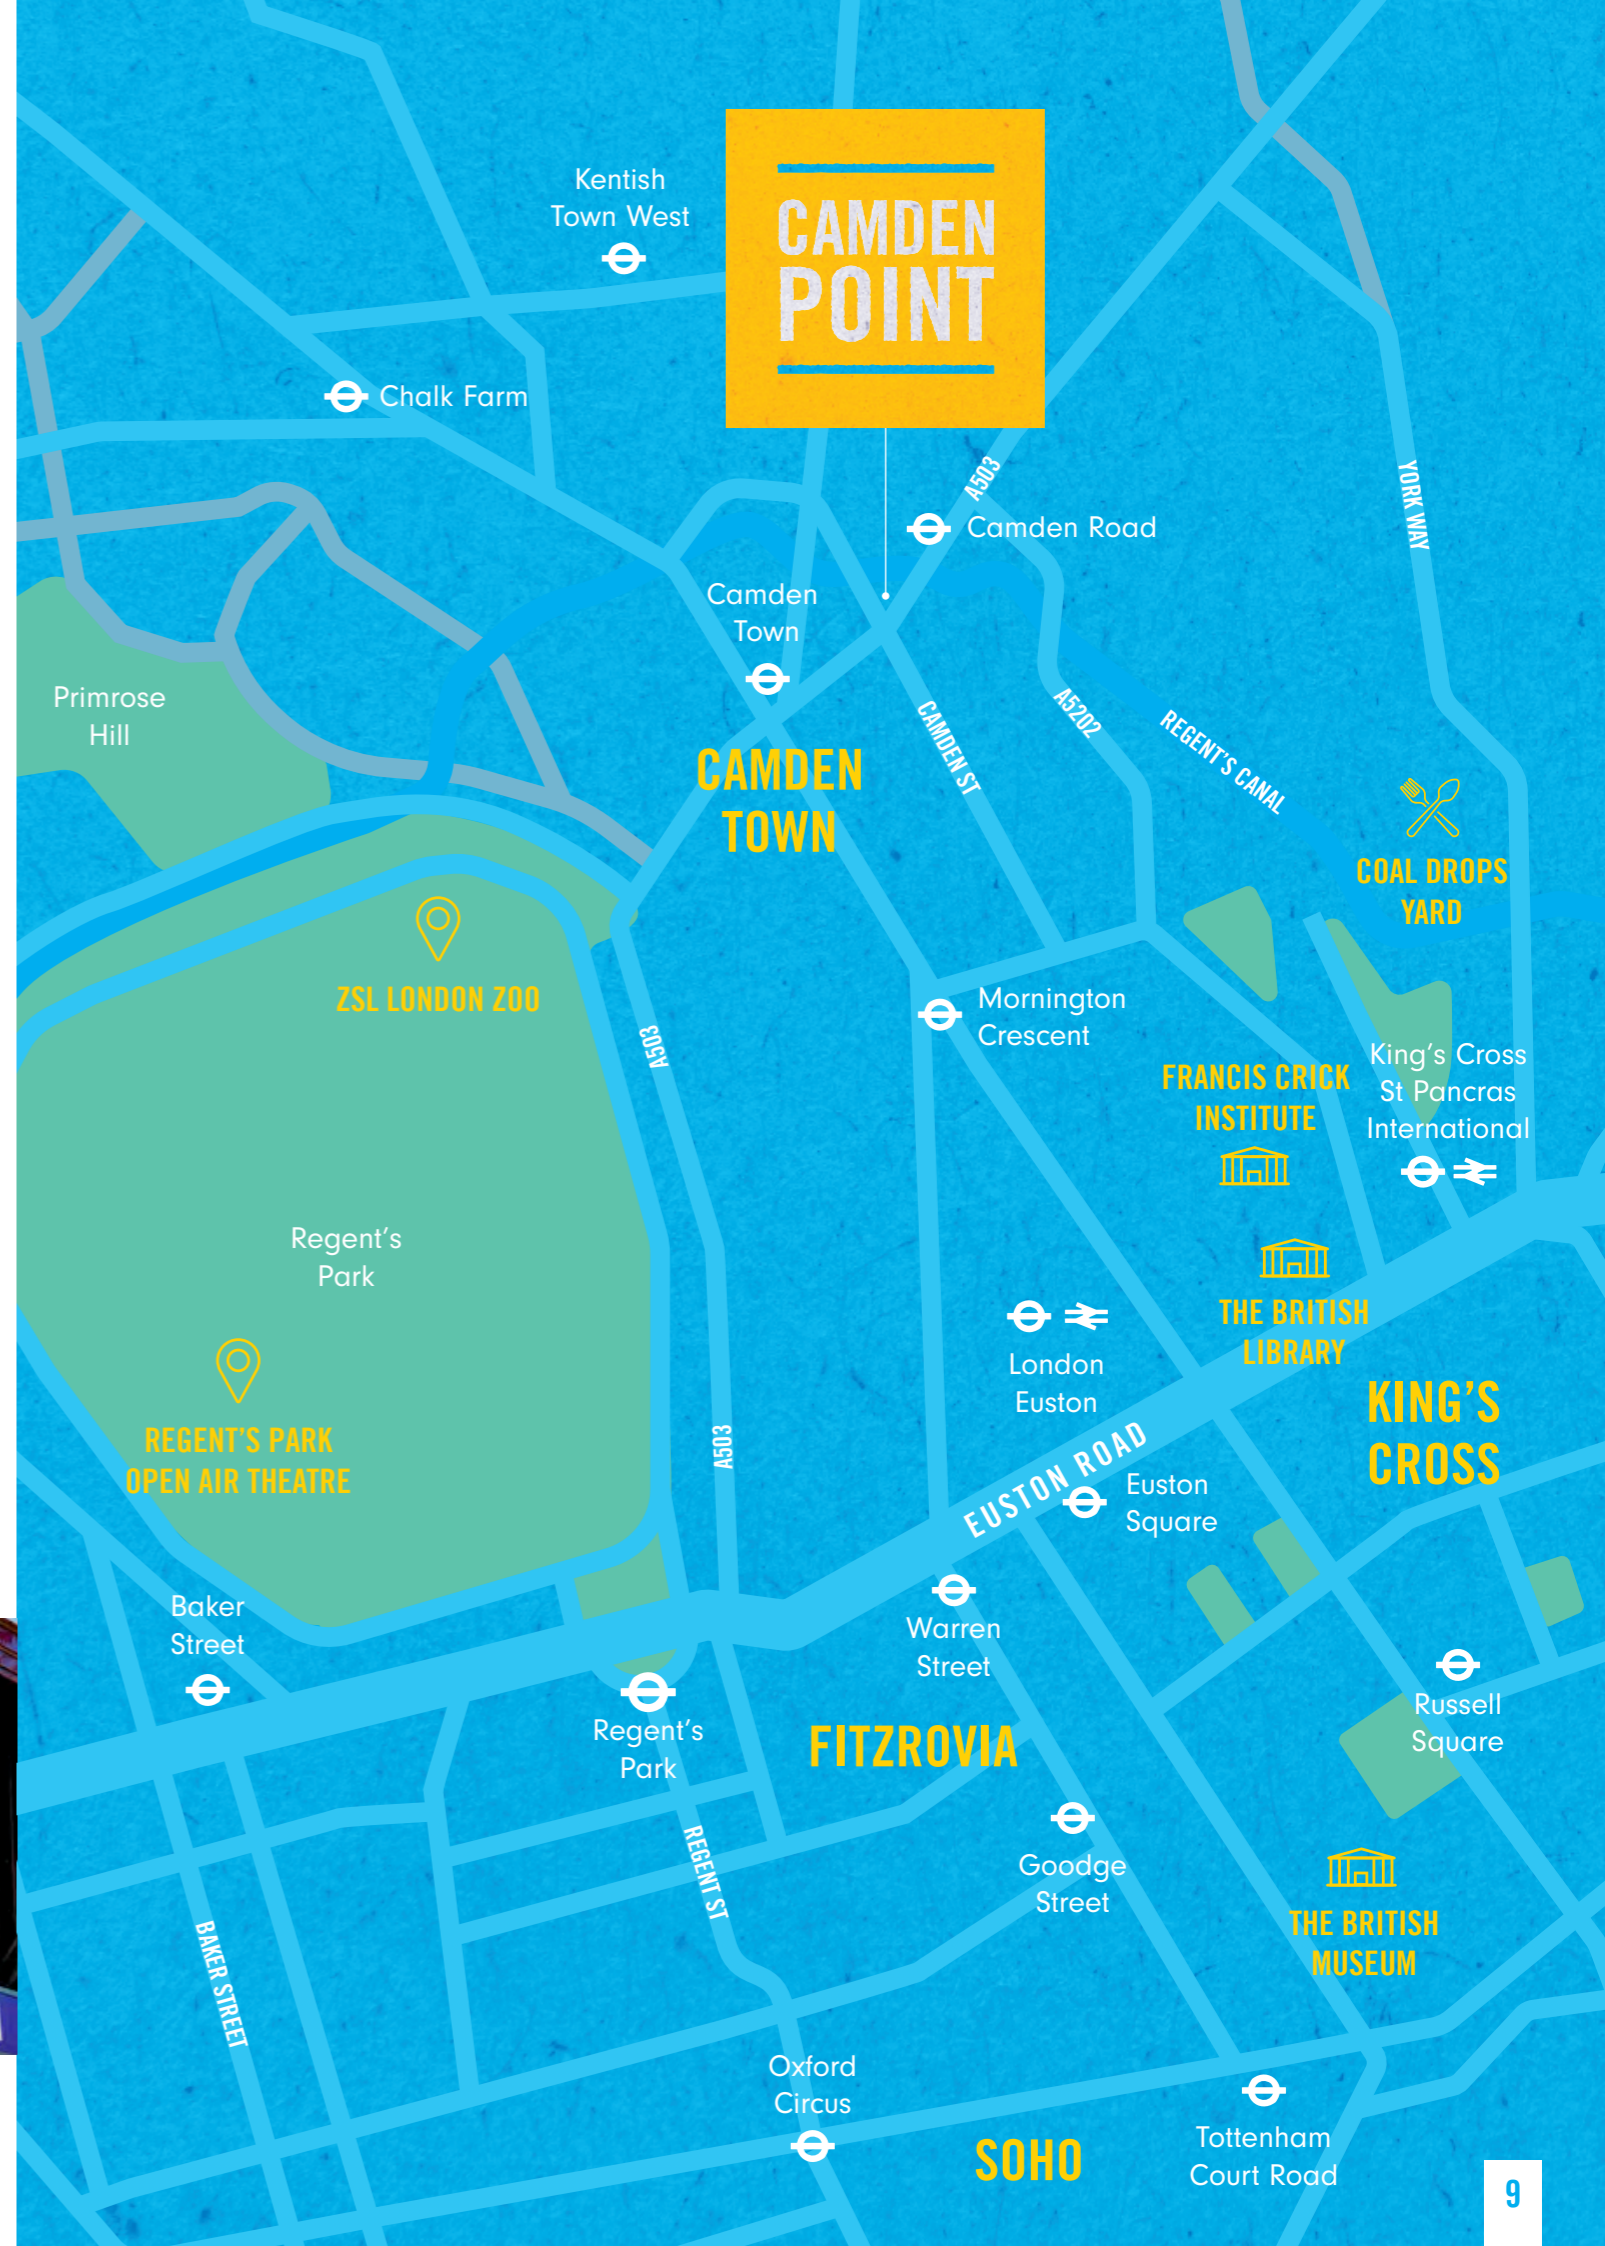 Kentish
Town West
CAMDEN
POINT
Chalk Farm
A503
Camden Road
YORK WAY
Camden
Town
Primrose
Hill
CAMDEN ST
A5202
REGENT'S CANAL
CAMDEN
TOWN
COAL DROPS
YARD
ZSL LONDON ZOO
A503
Mornington
Crescent
FRANCIS CRICK
INSTITUTE
King's Cross
St Pancras
International
Regent's
Park
THE BRITISH
LIBRARY
London
Euston
KING'S
CROSS
REGENT'S PARK
OPEN AIR THEATRE
A503
EUSTON ROAD
Euston
Square
Baker
Street
Warren
Street
Russell
Square
Regent's
Park
FITZROVIA
REGENT ST
Goodge
Street
THE BRITISH
MUSEUM
BAKER STREET
Oxford
Circus
SOHO
Tottenham
Court Road
9